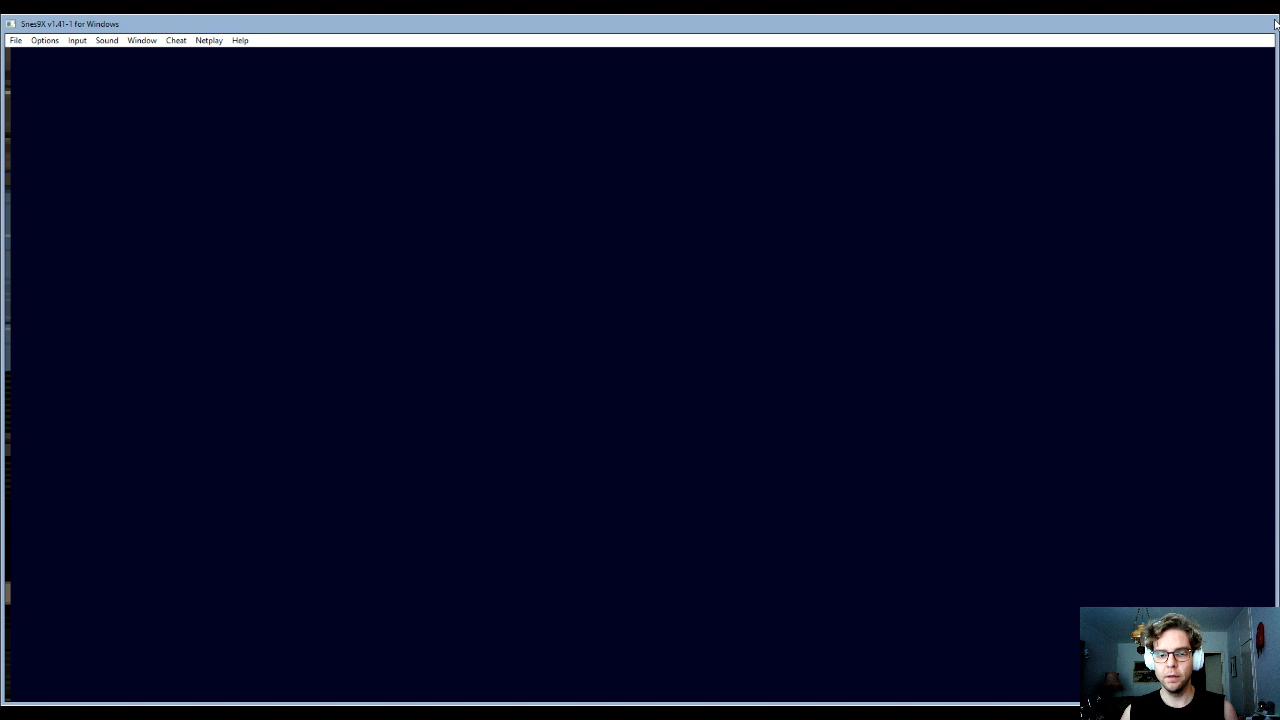 Snes9X v1.41-1 for Windows
File Options Input Sound Window Cheat Netplay Help